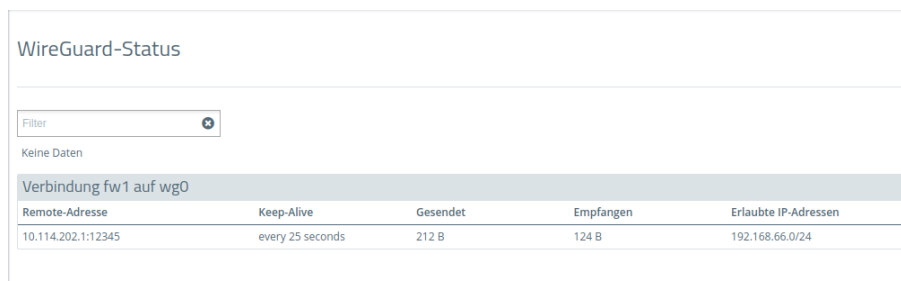 WireGuard-Status
Filter
Keine Daten
Verbindung fw1 auf wg0
Remote-Adresse Keep-Alive Gesendet Empfangen Erlaubte IP-Adressen
10.114.202.1:12345 every 25 seconds 212 B 124 B 192.168.66.0/24